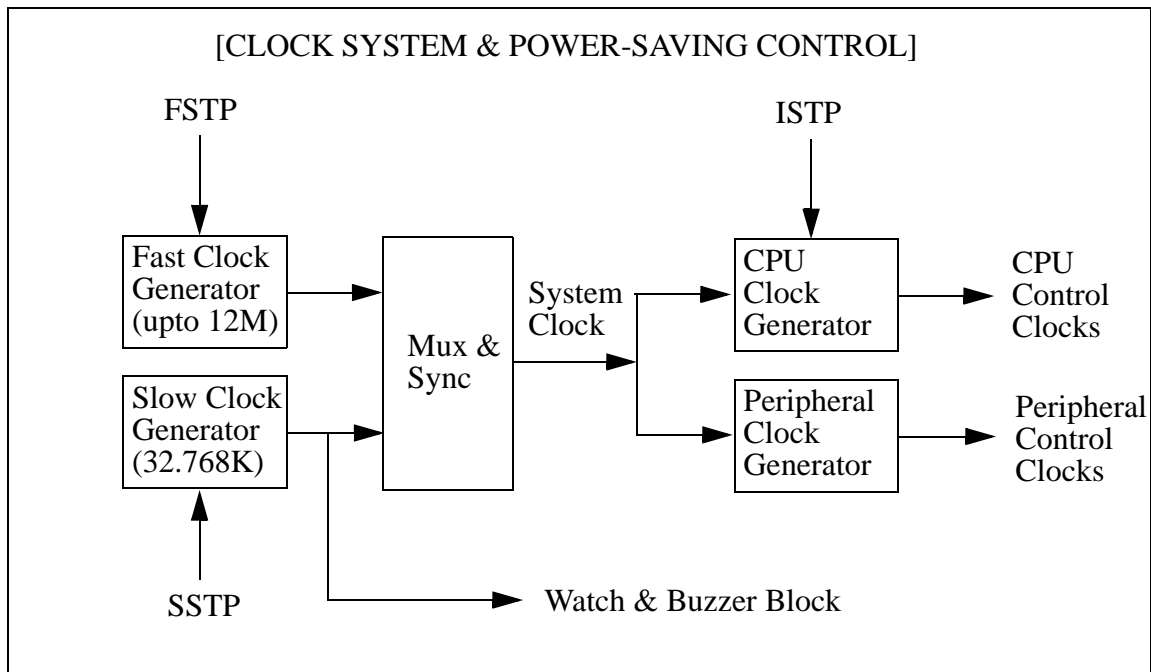 [CLOCK SYSTEM & POWER-SAVING CONTROL]
FSTP
ISTP
Fast Clock
Generator
(upto 12M)
Slow Clock
Generator
(32.768K)
SSTP
Mux &
Sync
System
Clock
CPU
Clock
Generator
CPU
Control
Clocks
Peripheral
Clock
Generator
Peripheral
Control
Clocks
Watch & Buzzer Block